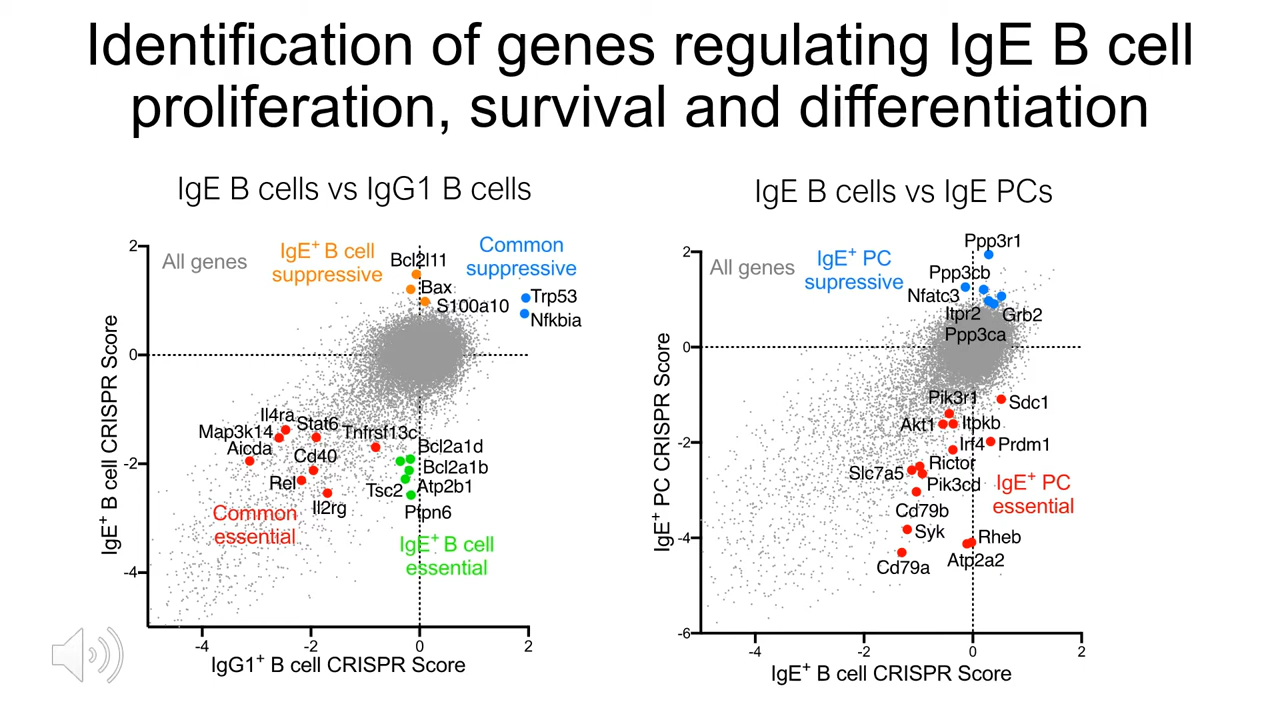 Identification of genes regulating IgE B cell
proliferation, survival and differentiation
IgE B cells vs IgG1 B cells
2
0
-2
-4
IgE+ B cell CRISPR Score
All genes
IgE+ B cell
suppressive
Common
suppressive
Bcl2l11
Bax
S100a10
Trp53
Nfkbia
Il4ra
Map3k14
Stat6
Tnfrsf13c
Aicda
Cd40
Bcl2a1d
Bcl2a1b
Rel
Tsc2
Atp2b1
Il2rg
Ptpn6
Common
essential
IgE+ B cell
essential
-4
-2
0
2
IgG1+ B cell CRISPR Score
IgE B cells vs IgE PCs
2
0
-2
-4
-6
IgE+ PC CRISPR Score
All genes
IgE+ PC
supressive
Ppp3r1
Ppp3cb
Nfatc3
Itpr2
Grb2
Ppp3ca
Pik3r1
Sdc1
Akt1
Itpkb
Irf4
Prdm1
Rictor
Slc7a5
Pik3cd
Cd79b
IgE+ PC
essential
Syk
Rheb
Cd79a
Atp2a2
-4
-2
0
2
IgE+ B cell CRISPR Score